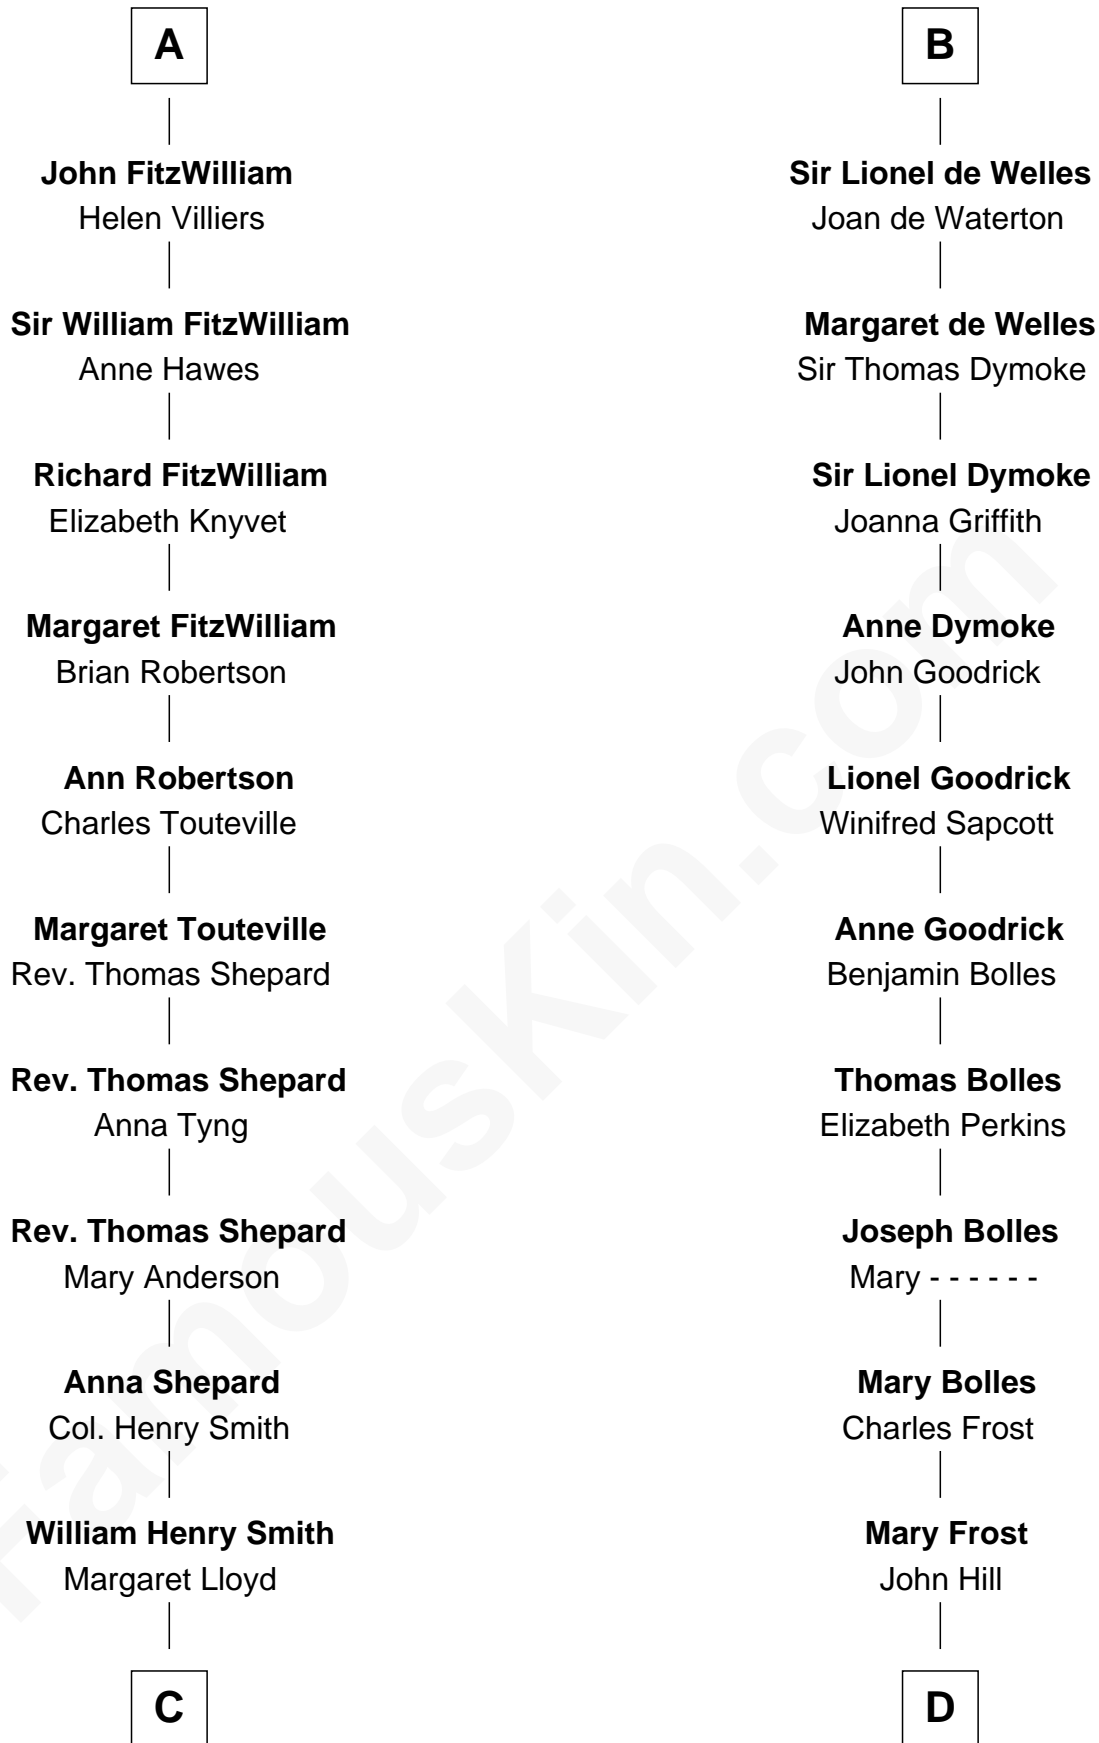 A
John FitzWilliam
Helen Villiers
Sir William FitzWilliam
Anne Hawes
Richard FitzWilliam
Elizabeth Knyvet
Margaret FitzWilliam
Brian Robertson
Ann Robertson
Charles Touteville
Margaret Touteville
Rev. Thomas Shepard
Rev. Thomas Shepard
Anna Tyng
Rev. Thomas Shepard
Mary Anderson
Anna Shepard
Col. Henry Smith
William Henry Smith
Margaret Lloyd
C
B
Sir Lionel de Welles
Joan de Waterton
Margaret de Welles
Sir Thomas Dymoke
Sir Lionel Dymoke
Joanna Griffith
Anne Dymoke
John Goodrick
Lionel Goodrick
Winifred Sapcott
Anne Goodrick
Benjamin Bolles
Thomas Bolles
Elizabeth Perkins
Joseph Bolles
Mary - - - - - -
Mary Bolles
Charles Frost
Mary Frost
John Hill
D
FamousKin.com